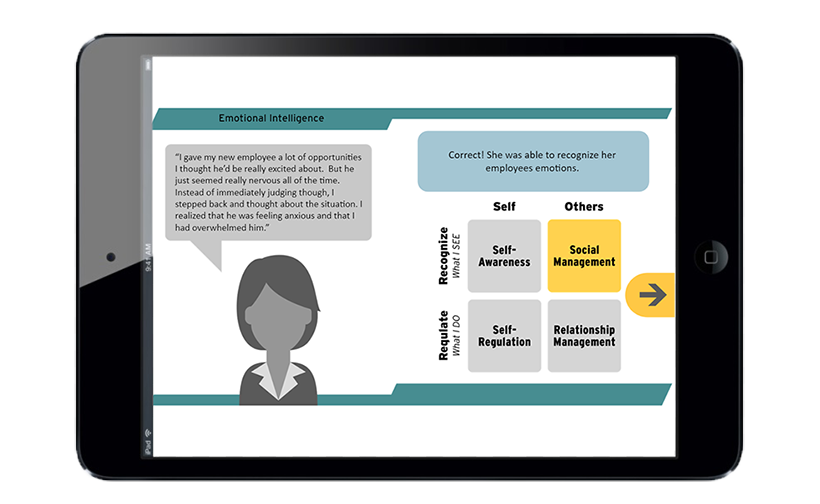 Emotional Intelligence
“I gave my new employee a lot of opportunities
I thought he’d be really excited about.  But he
just seemed really nervous all of the time.
Instead of immediately judging though, I
stepped back and thought about the situation. I
realized that he was feeling anxious and that I
had overwhelmed him.”
Correct! She was able to recognize her
employees emotions.
Self
Others
Recognize
What I SEE
Self-
Awareness
Social
Management
Requlate
What I DO
Self-
Regulation
Relationship
Management
9:41 AM
iPad